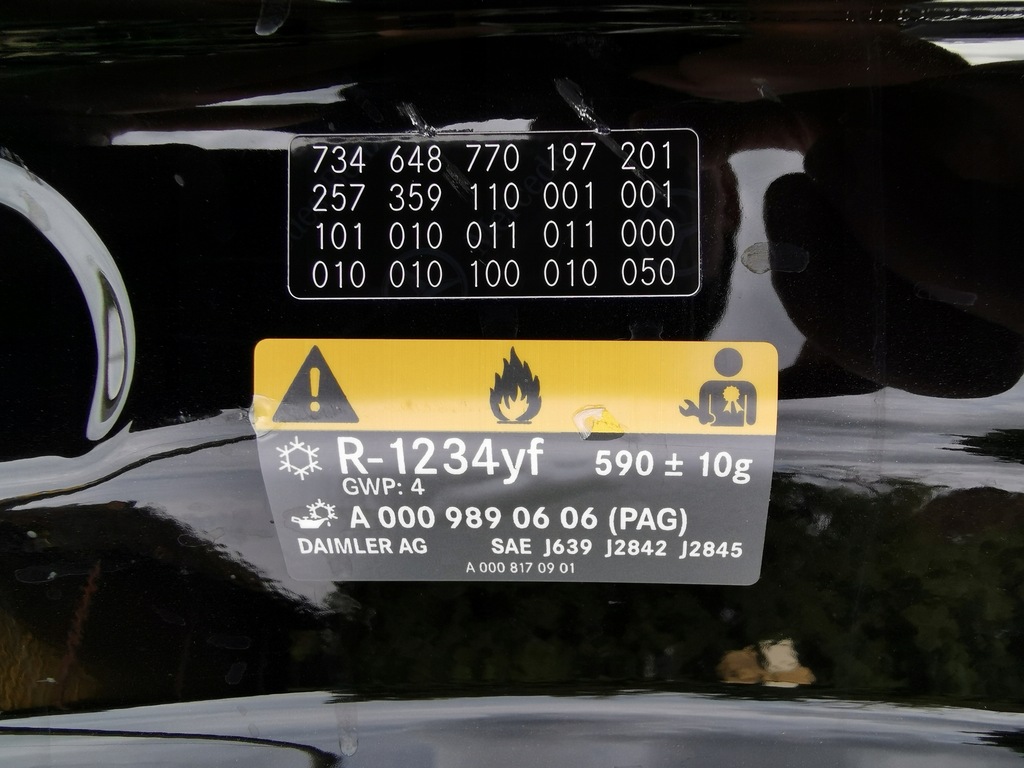 734 648 770 197 201
257 359 110 001 001
101 010 011 011 000
010 010 100 010 050
R-1234yf 590 ± 10g
GWP: 4
A 000 989 06 06 (PAG)
DAIMLER AG SAE J639 J2842 J2845
A 000 817 09 01